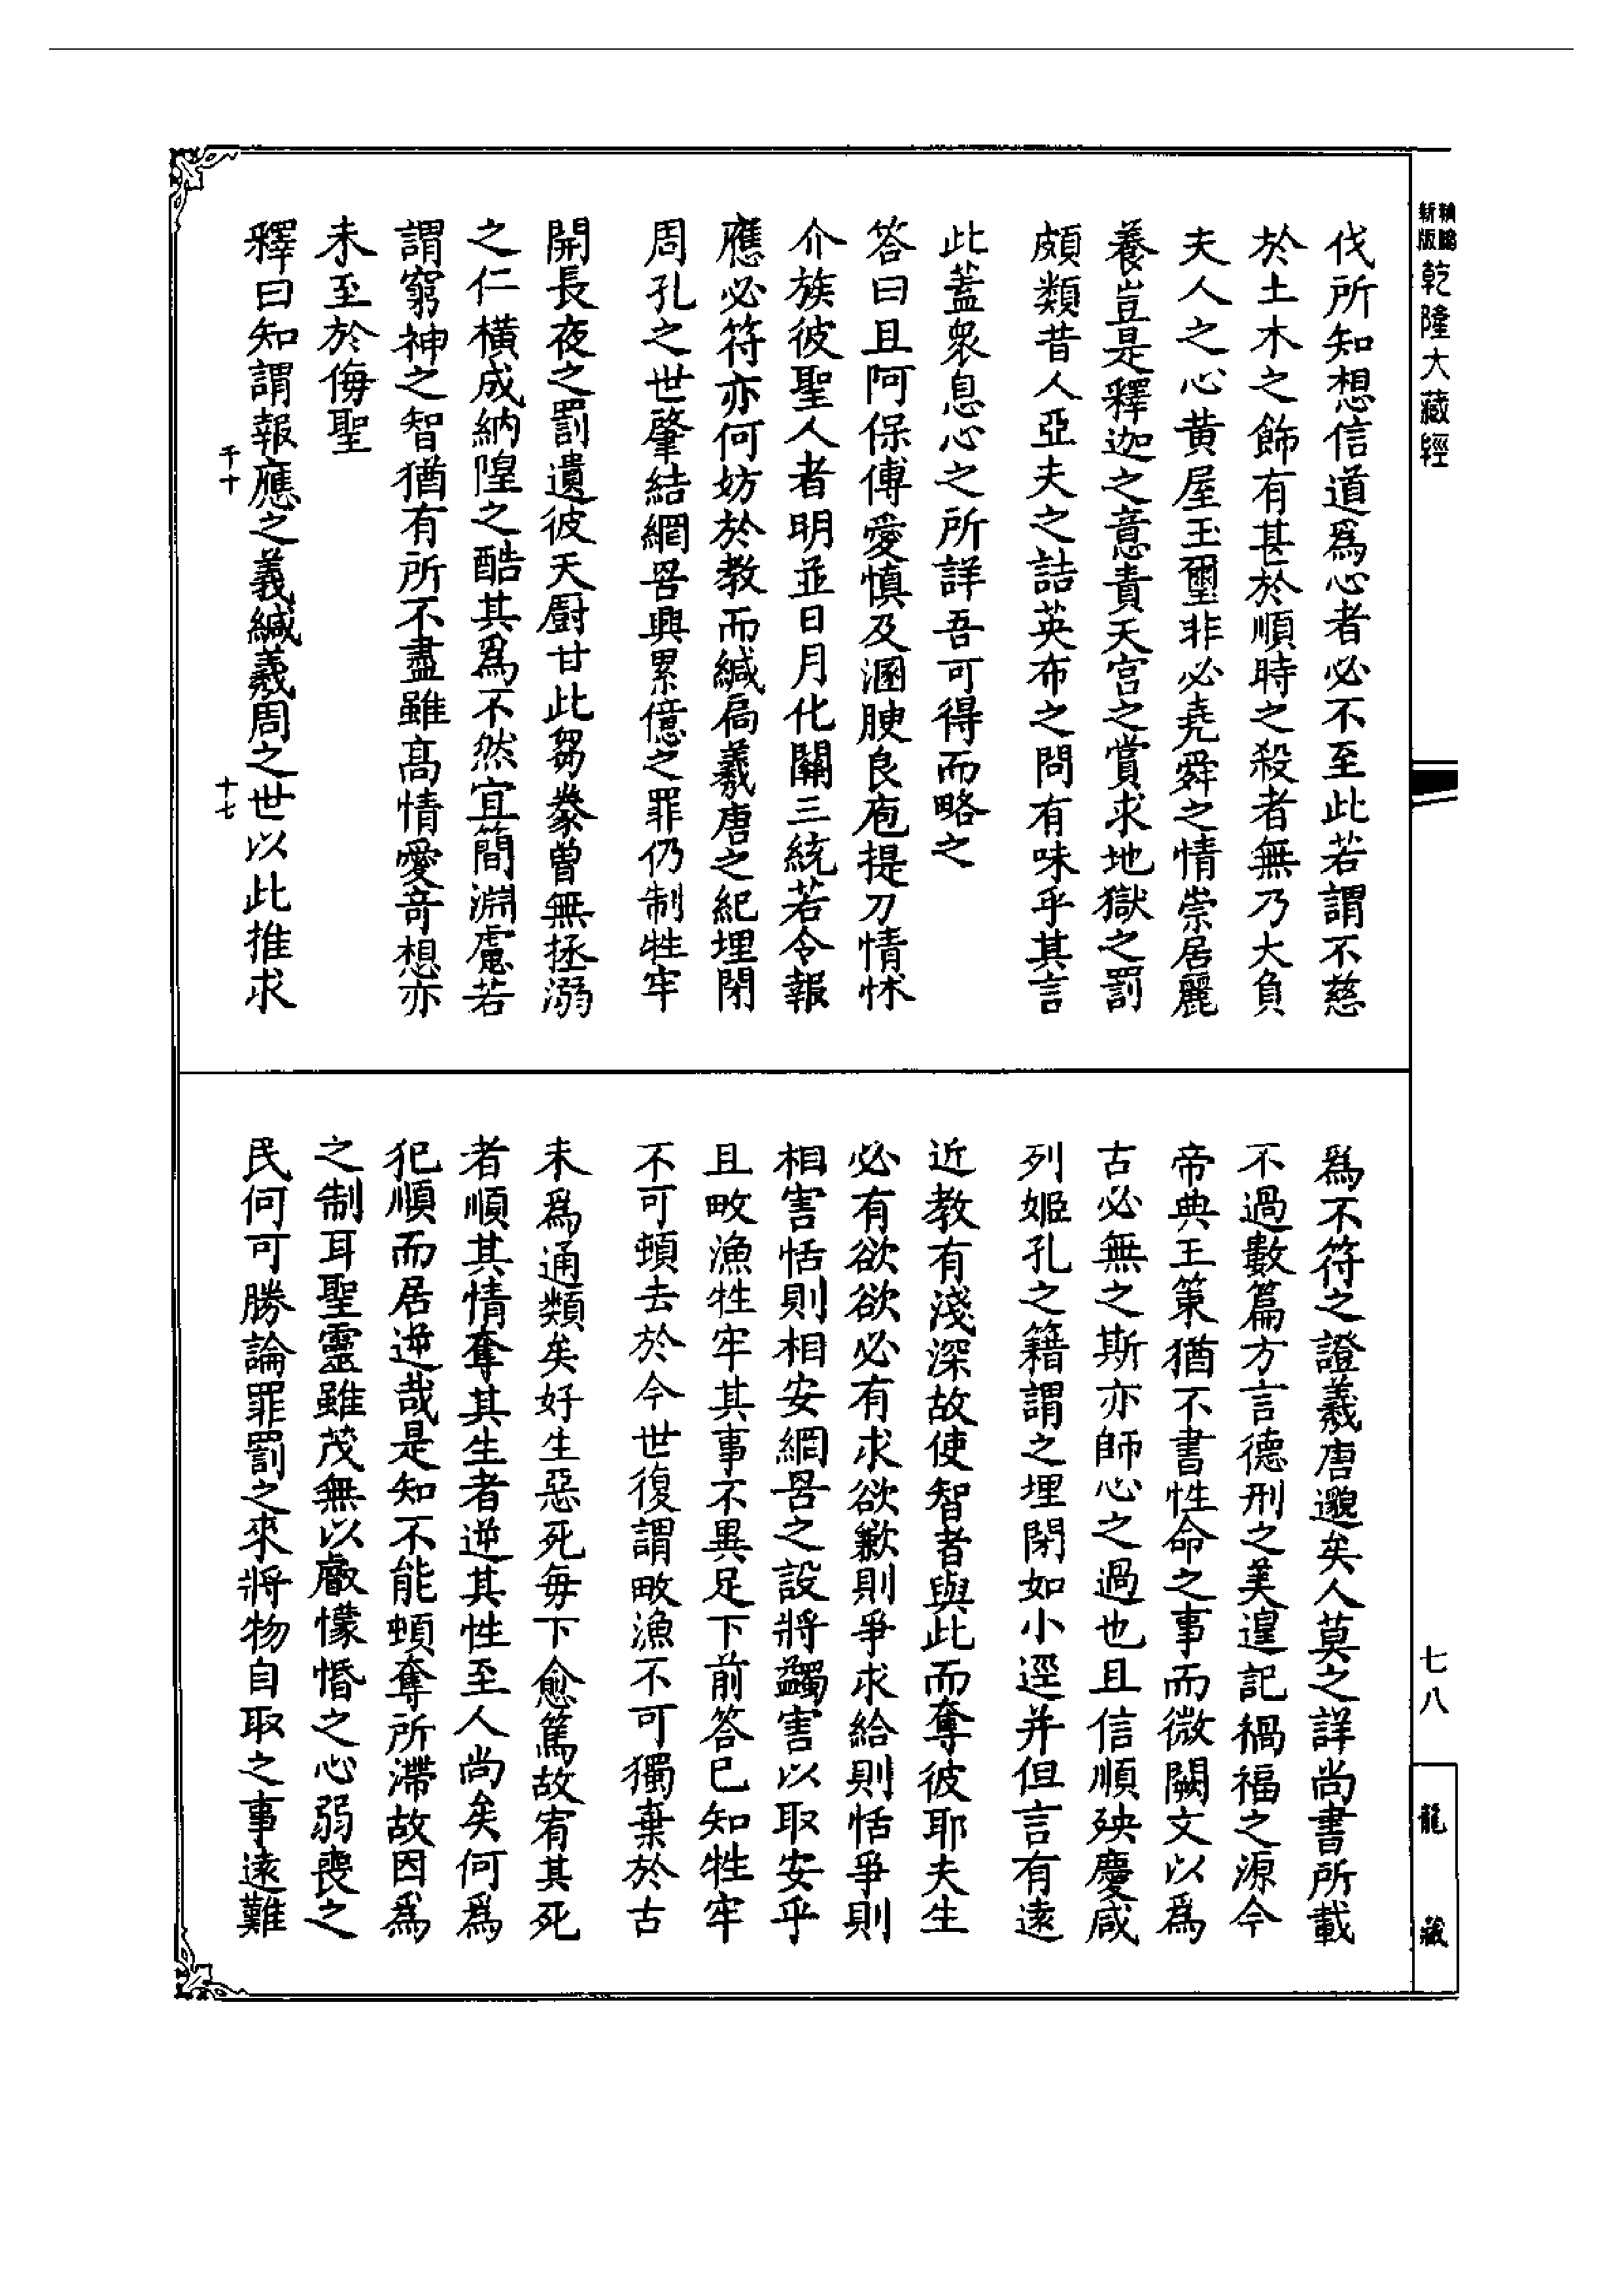 新版
乾隆大藏經
伐所知想信道爲心者必不至此若謂不慈
於土木之飾有甚於順時之殺者無乃大負
夫人之心黃屋玉璽非必堯舜之情崇居麗
養豈是釋迦之意責天宮之賞求地獄之罰
頗類昔人亞夫之詰英布之問有味乎其言
此蓋衆息心之所詳吾可得而略之
答曰且阿保傅愛慎及溷腴良庖提刀情怵
介族彼聖人者明並日月化關三統若令報
應必符亦何妨於教而緘扃羲唐之紀埋閉
周孔之世肇結網罟興累億之罪仍制牲牢
開長夜之罰遺彼天廚甘此芻豢曾無拯溺
之仁橫成納隍之酷其爲不然宜簡淵慮若
謂窮神之智猶有所不盡雖髙情愛竒想亦
未至於侮聖
釋曰知謂報應之義緘羲周之世以此推求
千十
十七
爲不符之證羲唐邈矣人莫之詳尚書所載
不過數篇方言德刑之美遑記禍福之源今
帝典王策猶不書性命之事而微闕文以爲
古必無之斯亦師心之過也且信順殃慶咸
列姬孔之籍謂之埋閉如小逕并但言有遠
近教有淺深故使智者與此而奪彼耶夫生
必有欲欲必有求欲歉則爭求給則恬爭則
相害恬則相安網罟之設將蠲害以取安乎
且畋漁牲牢其事不異足下前答已知牲牢
不可頓去於今世復謂畋漁不可獨棄於古
未爲通類矣好生惡死毎下愈篤故宥其死
者順其情奪其生者逆其性至人尚矣何爲
犯順而居逆哉是知不能頓奪所滯故因爲
之制耳聖靈雖茂無以叡懞惛之心弱喪之
民何可勝論罪罰之來將物自取之事遠難
七八
龍藏